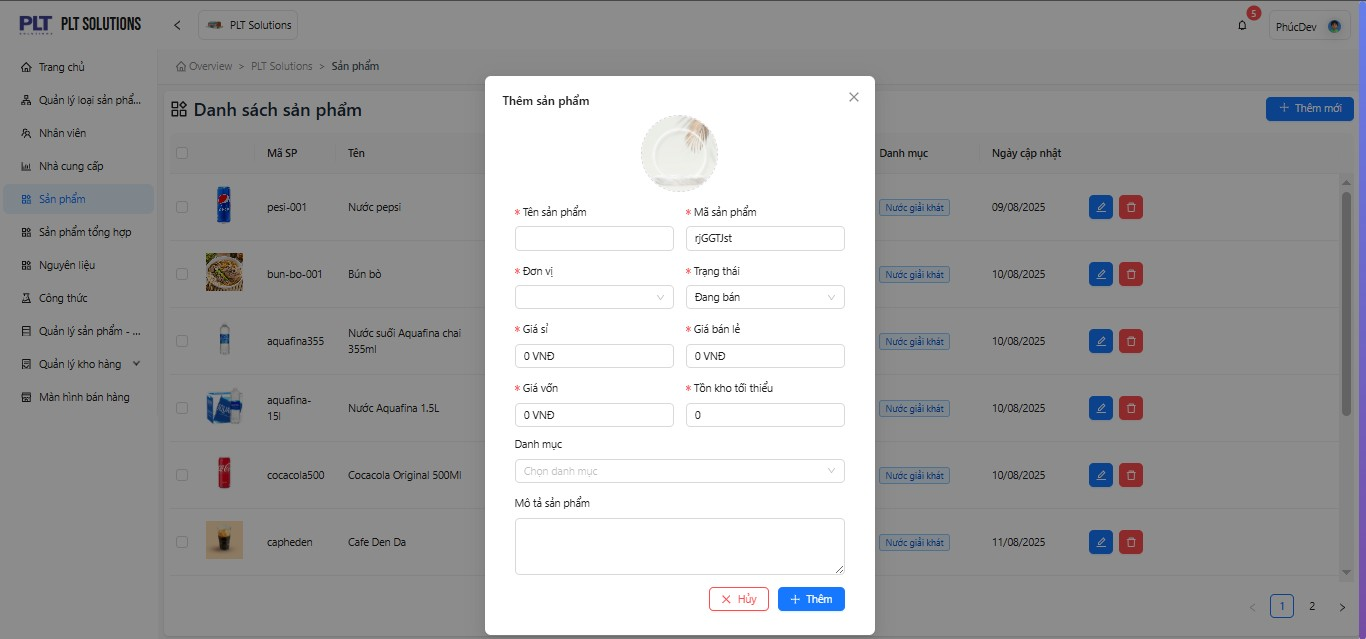 PLT PLT SOLUTIONS
SOLUTIONS
PLT Solutions
5
PhúcDev
Trang chủ
Quản lý loại sản phẩ...
Nhân viên
Nhà cung cấp
Sản phẩm
Sản phẩm tổng hợp
Nguyên liệu
Công thức
Quản lý sản phẩm - ...
Quản lý kho hàng
Màn hình bán hàng
Overview > PLT Solutions > Sản phẩm
Danh sách sản phẩm
+ Thêm mới
Mã SP Tên Danh mục Ngày cập nhật
pesi-001 Nước pepsi Nước giải khát 09/08/2025
bun-bo-001 Bún bò Nước giải khát 10/08/2025
aquafina355 Nước suối Aquafina chai Nước giải khát 10/08/2025
355ml
aquafina- Nước Aquafina 1.5L Nước giải khát 10/08/2025
15l
cocacola500 Cocacola Original 500Ml Nước giải khát 10/08/2025
capheden Cafe Den Da Nước giải khát 11/08/2025
< 1 2 >
Thêm sản phẩm
* Tên sản phẩm * Mã sản phẩm
rjGGTJst
* Đơn vị * Trạng thái
Đang bán
* Giá sỉ * Giá bán lẻ
0 VNĐ 0 VNĐ
* Giá vốn * Tồn kho tối thiểu
0 VNĐ 0
Danh mục
Chọn danh mục
Mô tả sản phẩm
Hủy + Thêm